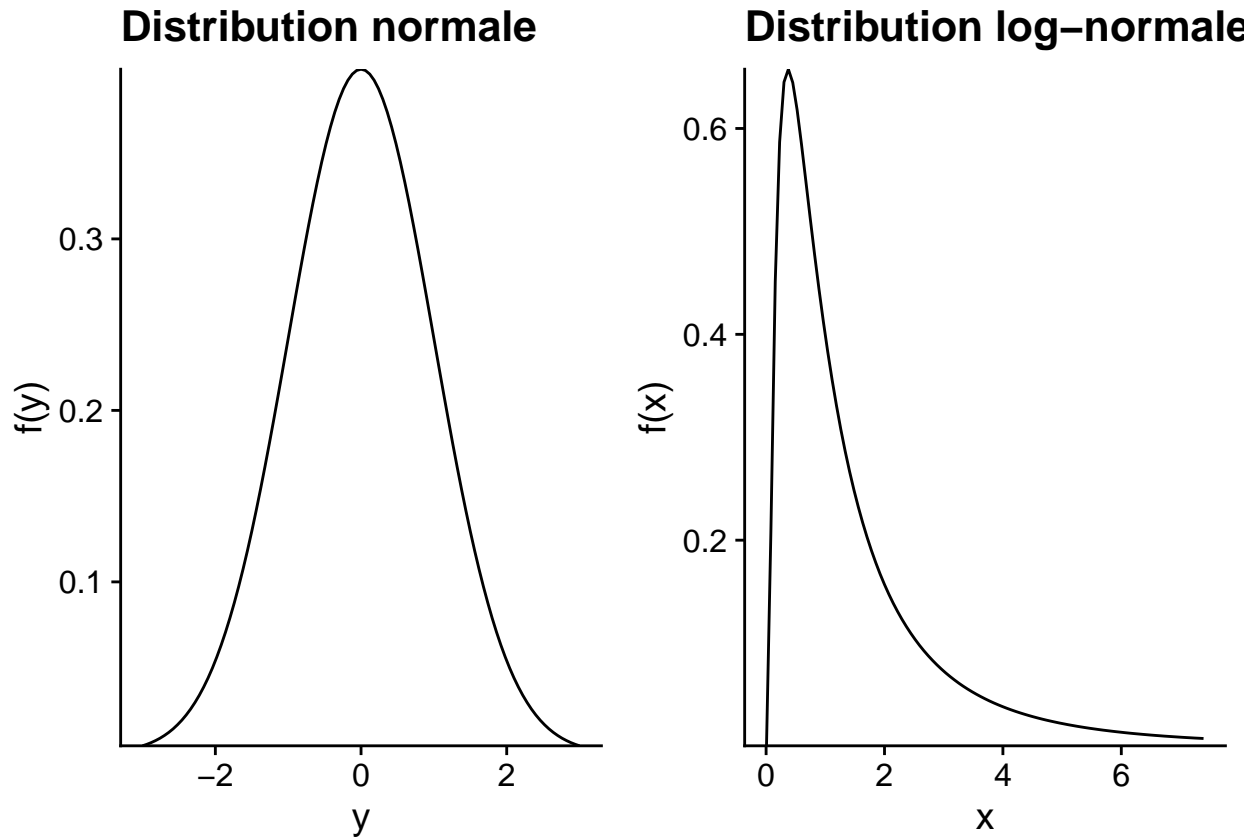 Distribution normale
0.3
0.2
0.1
f(y)
−2 0 2
y
Distribution log−normale
0.6
0.4
0.2
f(x)
0 2 4 6
x